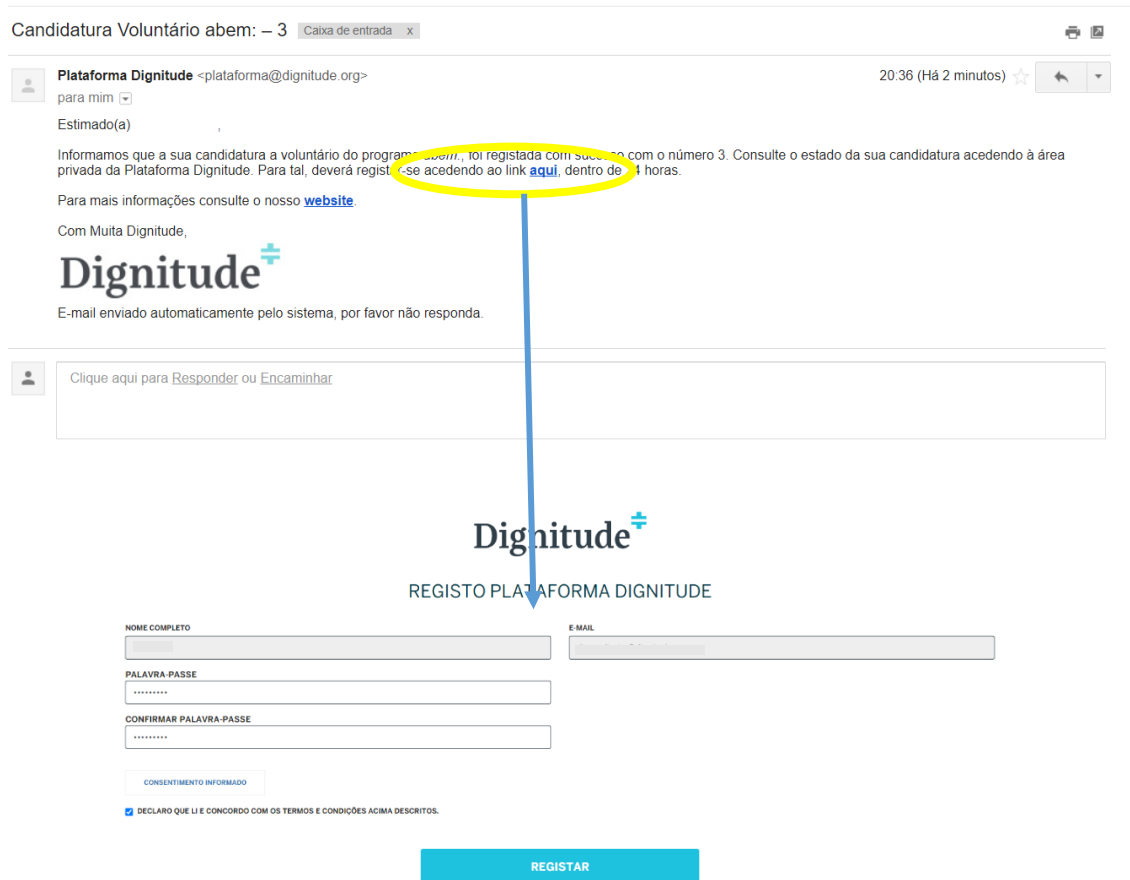 Candidatura Voluntário abem: – 3 Caixa de entrada x
Plataforma Dignitude <plataforma@dignitude.org> 20:36 (Há 2 minutos)
para mim
Estimado(a) ,
Informamos que a sua candidatura a voluntário do programa abem:, foi registada com sucesso com o número 3. Consulte o estado da sua candidatura acedendo à área
privada da Plataforma Dignitude. Para tal, deverá registar-se acedendo ao link aqui, dentro de 4 horas.
Para mais informações consulte o nosso website.
Com Muita Dignitude,
Dignitude
E-mail enviado automaticamente pelo sistema, por favor não responda.
Clique aqui para Responder ou Encaminhar
Dignitude
REGISTO PLATAFORMA DIGNITUDE
NOME COMPLETO E-MAIL
PALAVRA-PASSE
•••••••••
CONFIRMAR PALAVRA-PASSE
•••••••••
CONSENTIMENTO INFORMADO
DECLARO QUE LI E CONCORDO COM OS TERMOS E CONDIÇÕES ACIMA DESCRITOS.
REGISTAR